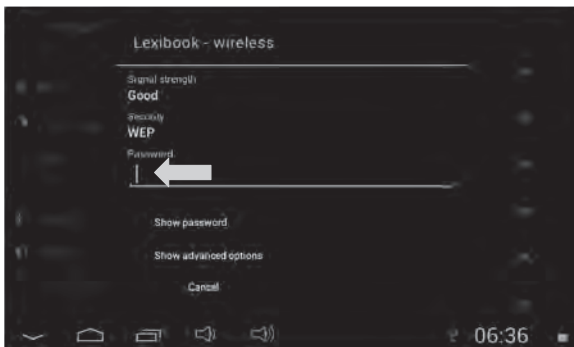 Lexibook - wireless
Signal strength
Good
Security
WEP
Password
Show password
Show advanced options
Cancel
06:36